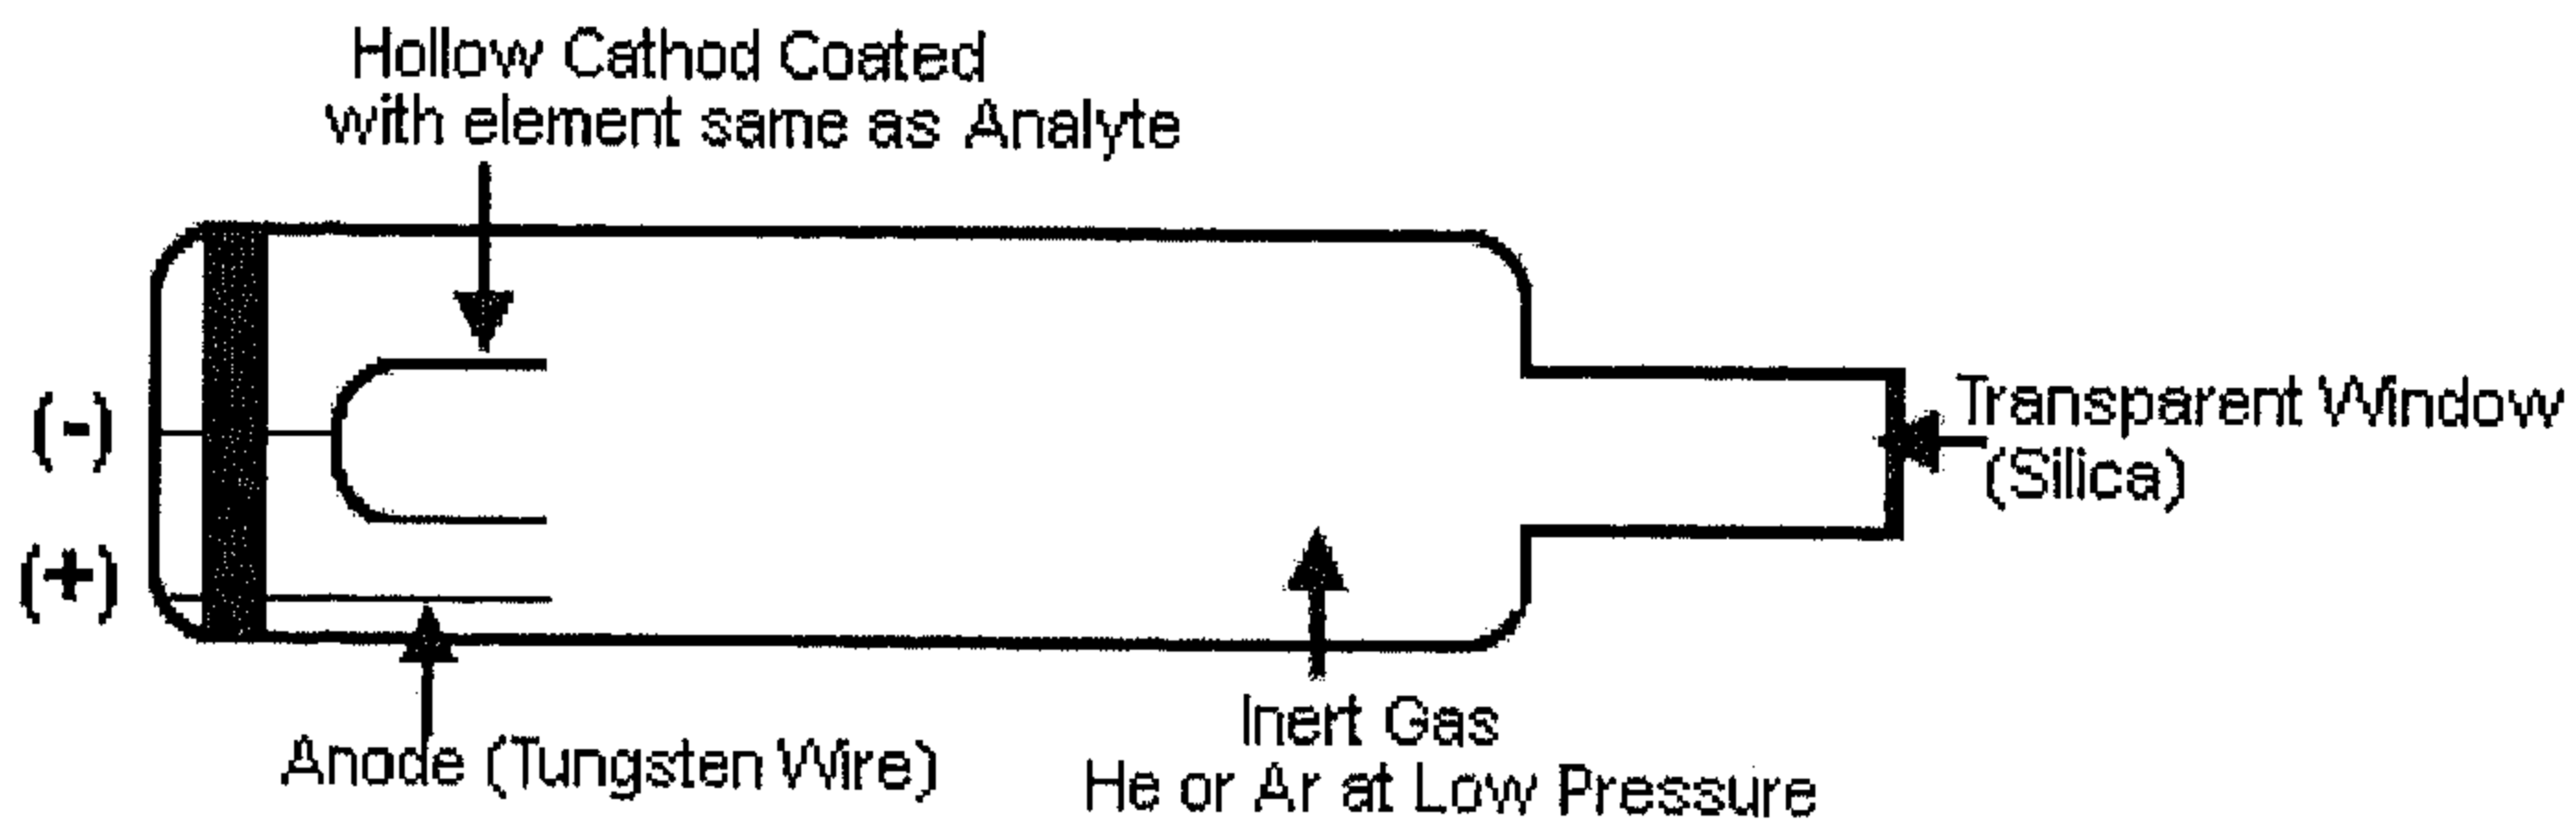 Hollow Cathod Coated
with element same as Analyte
(-)
Transparent Window
(Silica)
(+)
Anode (Tungsten Wire)
Inert Gas
He or Ar at Low Pressure